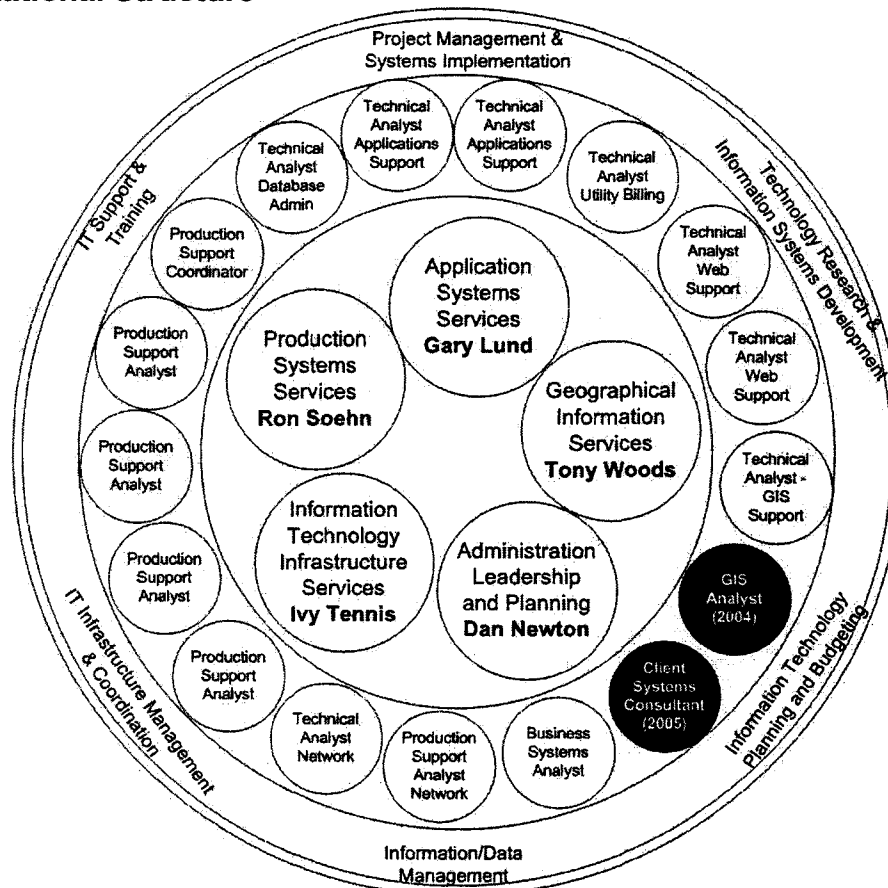 Project Management &
Systems Implementation
Technology Research &
Information Systems Development
Information Technology
Planning and Budgeting
Information/Data
Management
IT Infrastructure Management
& Coordination
IT Support &
Training
Technical
Analyst
Applications
Support
Technical
Analyst
Applications
Support
Technical
Analyst
Utility Billing
Technical
Analyst
Web
Support
Technical
Analyst
Web
Support
Technical
Analyst -
GIS
Support
GIS
Analyst
(2004)
Client
Systems
Consultant
(2005)
Business
Systems
Analyst
Production
Support
Analyst
Network
Technical
Analyst
Network
Production
Support
Analyst
Production
Support
Analyst
Production
Support
Analyst
Production
Support
Analyst
Production
Support
Coordinator
Technical
Analyst
Database
Admin
Application
Systems
Services
Gary Lund
Geographical
Information
Services
Tony Woods
Administration
Leadership
and Planning
Dan Newton
Information
Technology
Infrastructure
Services
Ivy Tennis
Production
Systems
Services
Ron Soehn